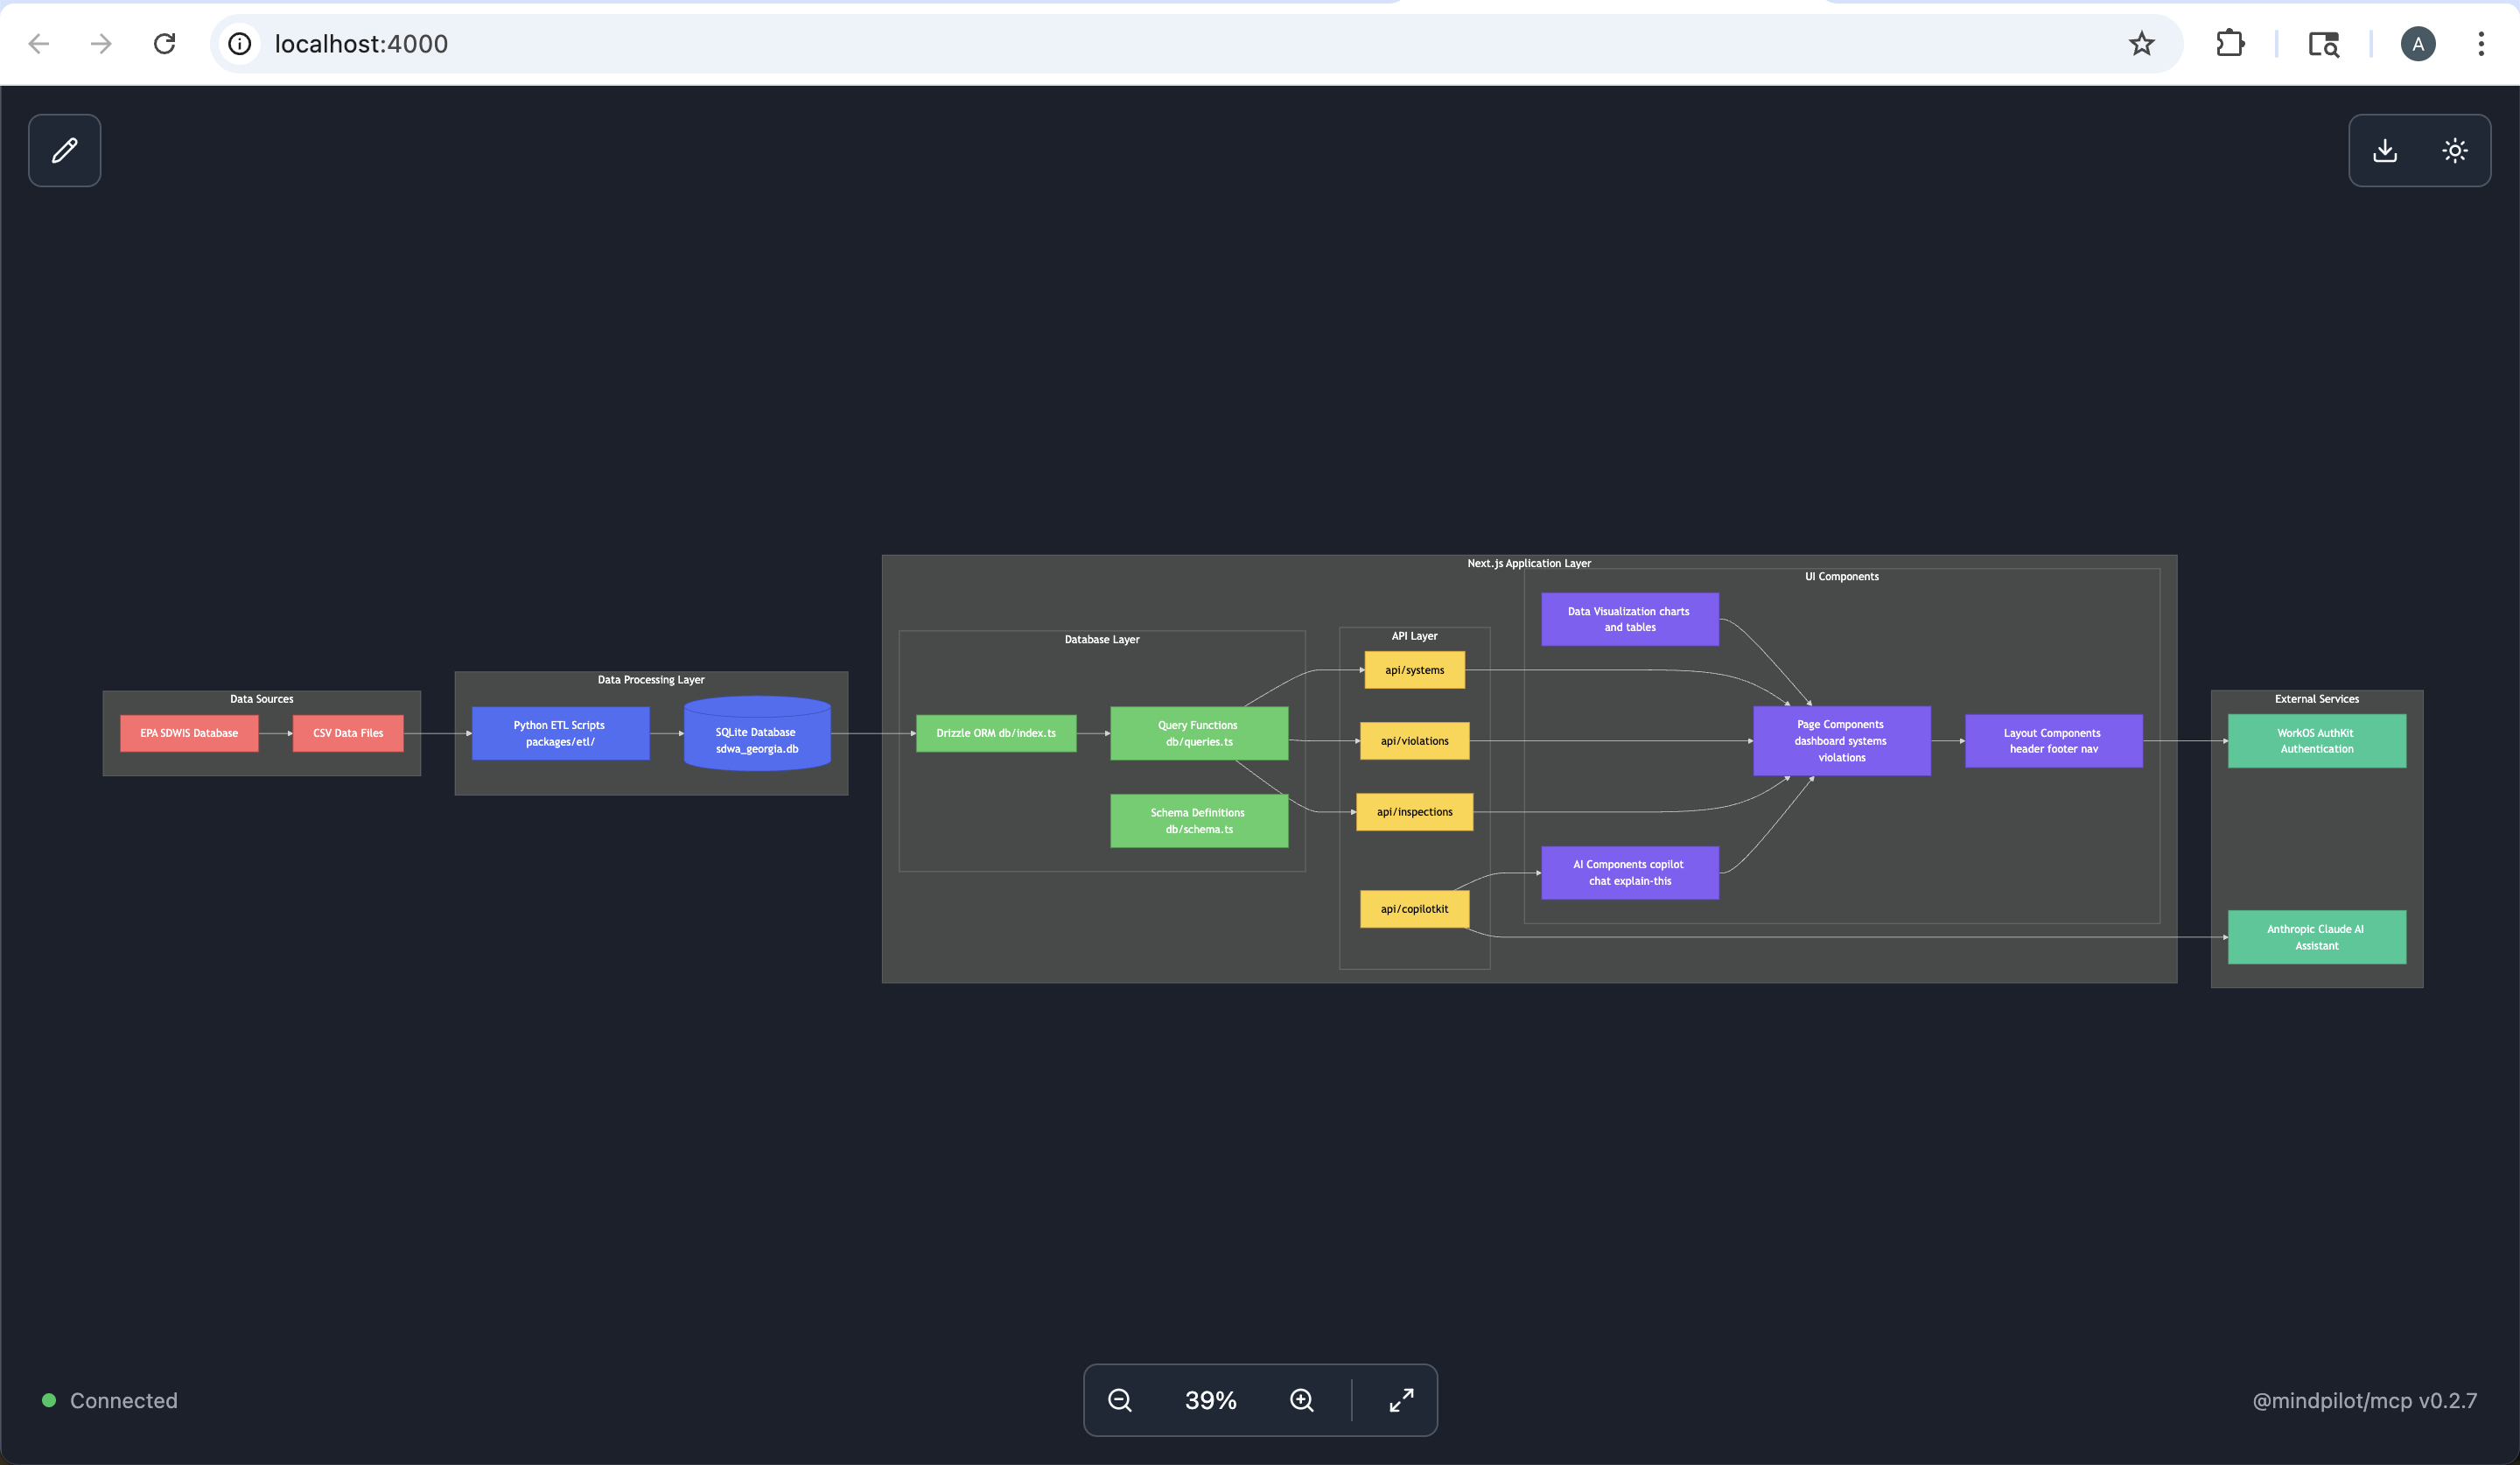 localhost:4000
A
Next.js Application Layer
UI Components
Data Visualization charts
and tables
Database Layer
API Layer
api/systems
Data Processing Layer
Data Sources
EPA SDWIS Database
CSV Data Files
Python ETL Scripts
packages/etl/
SQLite Database
sdwa_georgia.db
Drizzle ORM db/index.ts
Query Functions
db/queries.ts
api/violations
Page Components
dashboard systems
violations
Layout Components
header footer nav
External Services
WorkOS AuthKit
Authentication
Schema Definitions
db/schema.ts
api/inspections
AI Components copilot
chat explain-this
api/copilotkit
Anthropic Claude AI
Assistant
Connected
39%
@mindpilot/mcp v0.2.7